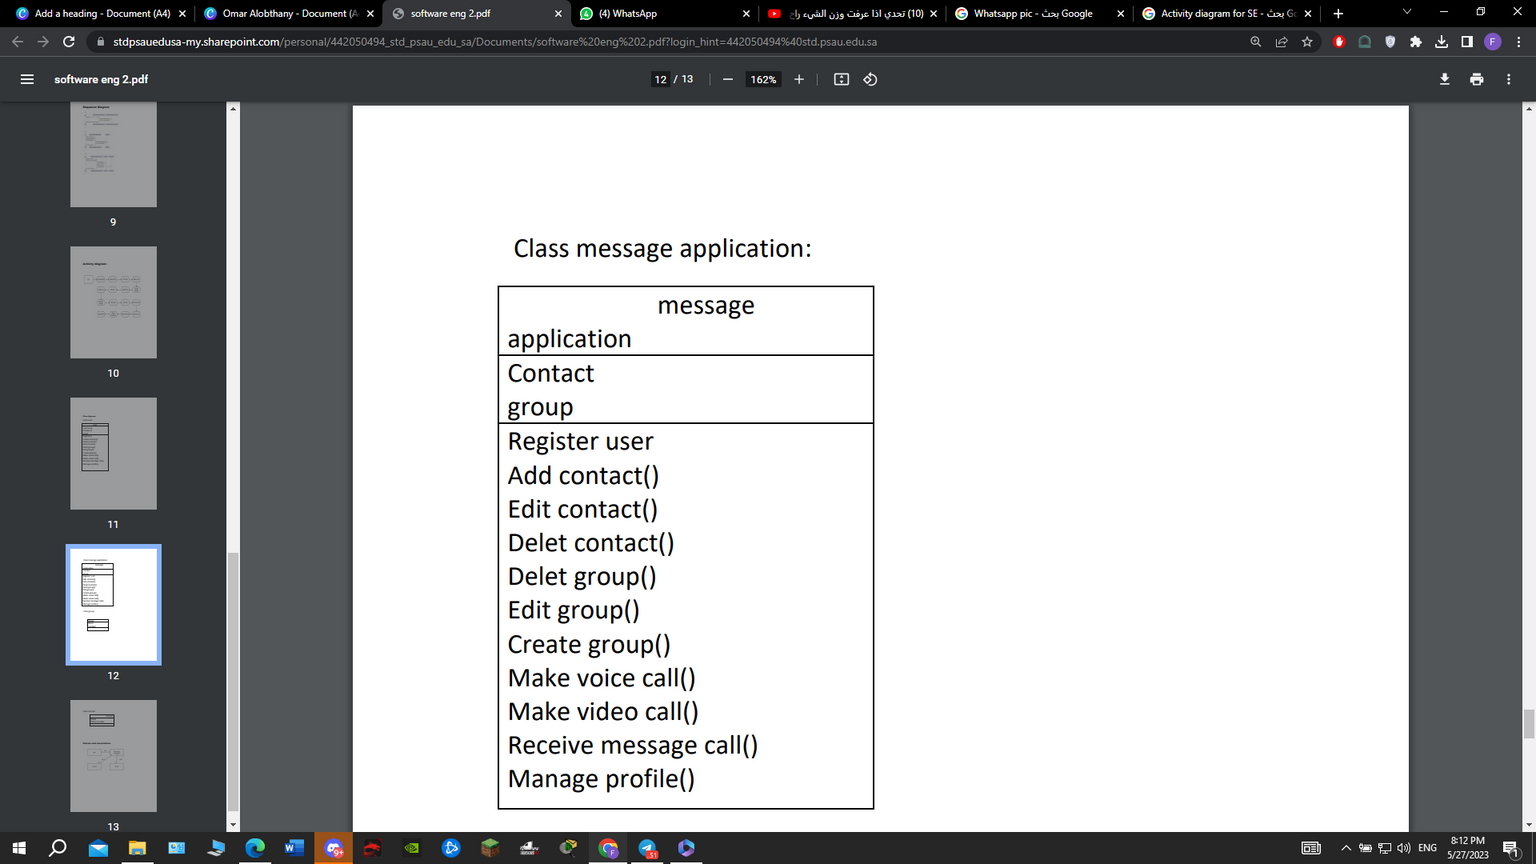 Add a heading - Document (A4)
Omar Alobthany - Document (A
software eng 2.pdf
(4) WhatsApp
(10) تحدي اذا عرفت وزن الشيء راح
Whatsapp pic - بحث Google
Activity diagram for SE - بحث Go
stdpsauedusa-my.sharepoint.com/personal/442050494_std_psau_edu_sa/Documents/software%20eng%202.pdf?login_hint=442050494%40std.psau.edu.sa
F
software eng 2.pdf
12 / 13
162%
9
10
11
12
13
Class message application:
message
application
Contact
group
Register user
Add contact()
Edit contact()
Delet contact()
Delet group()
Edit group()
Create group()
Make voice call()
Make video call()
Receive message call()
Manage profile()
ENG
8:12 PM
5/27/2023